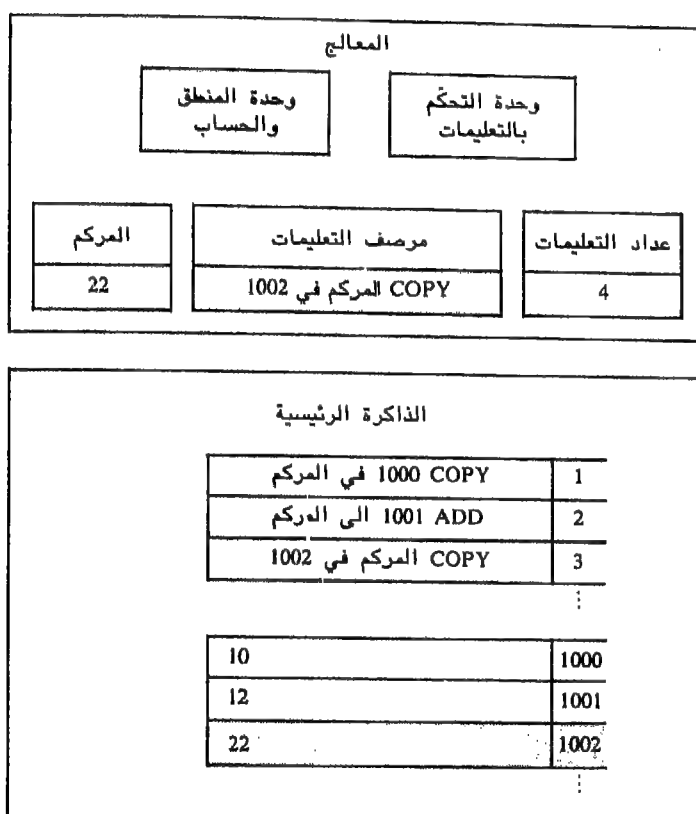 المعالج
وحدة التحكّم
بالتعليمات
وحدة المنطق
والحساب
عداد التعليمات
4
مرصف التعليمات
COPY المركم في 1002
المركم
22
الذاكرة الرئيسية
1 COPY 1000 في المركم
2 ADD 1001 الى المركم
3 COPY المركم في 1002
1000 10
1001 12
1002 22